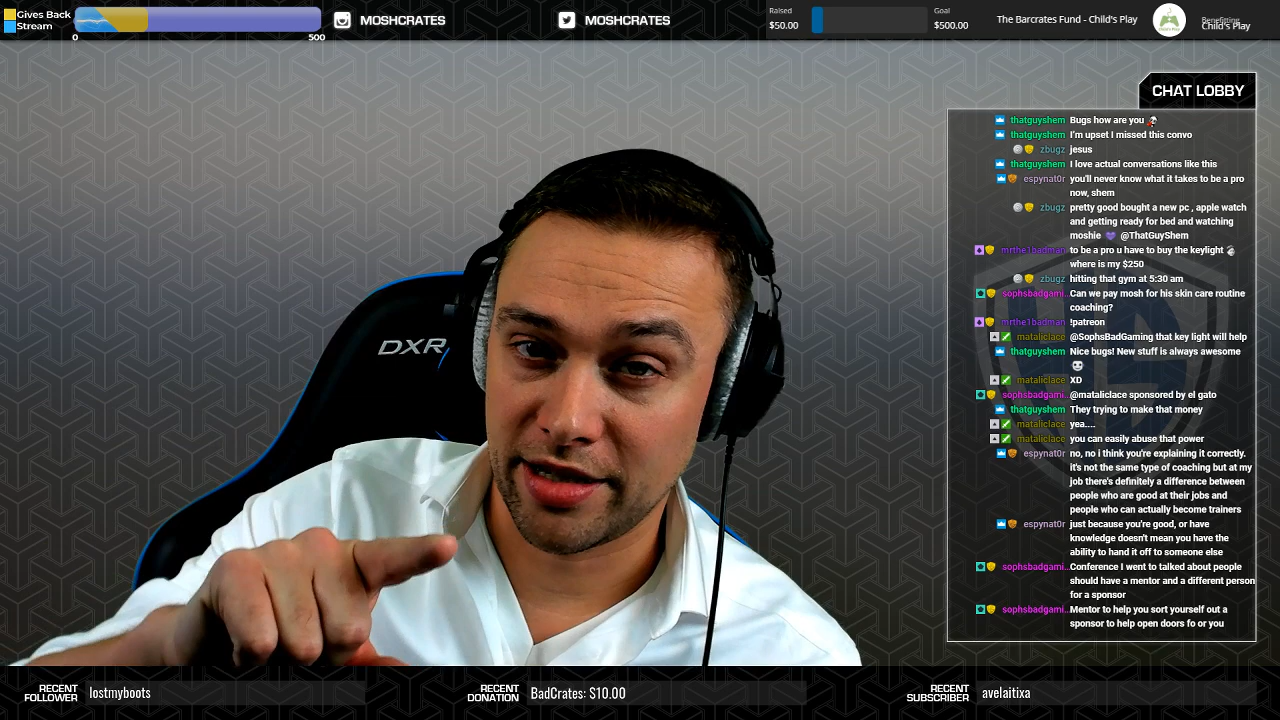 Gives Back
Stream
0
500
MOSHCRATES
MOSHCRATES
Raised
$50.00
Goal
$500.00
The Barcrates Fund - Child's Play
Benefitting
Child's Play
CHAT LOBBY
thatguyshem Bugs how are you
thatguyshem I'm upset I missed this convo
zbugz jesus
thatguyshem I love actual conversations like this
espynat0r you'll never know what it takes to be a pro
now, shem
zbugz pretty good bought a new pc , apple watch
and getting ready for bed and watching
moshie @ThatGuyShem
mrthe1badman to be a pro u have to buy the keylight
where is my $250
zbugz hitting that gym at 5:30 am
sophsbadgami.. Can we pay mosh for his skin care routine
coaching?
mrthe1badman !patreon
mataliclace @SophsBadGaming that key light will help
thatguyshem Nice bugs! New stuff is always awesome
mataliclace XD
sophsbadgami.. @mataliclace sponsored by el gato
thatguyshem They trying to make that money
mataliclace yea....
mataliclace you can easily abuse that power
espynat0r no, no i think you're explaining it correctly.
it's not the same type of coaching but at my
job there's definitely a difference between
people who are good at their jobs and
people who can actually become trainers
espynat0r just because you're good, or have
knowledge doesn't mean you have the
ability to hand it off to someone else
sophsbadgami.. Conference I went to talked about people
should have a mentor and a different person
for a sponsor
sophsbadgami.. Mentor to help you sort yourself out a
sponsor to help open doors fo or you
DXR
RECENT
FOLLOWER
lostmyboots
RECENT
DONATION
BadCrates: $10.00
RECENT
SUBSCRIBER
avelaitixa